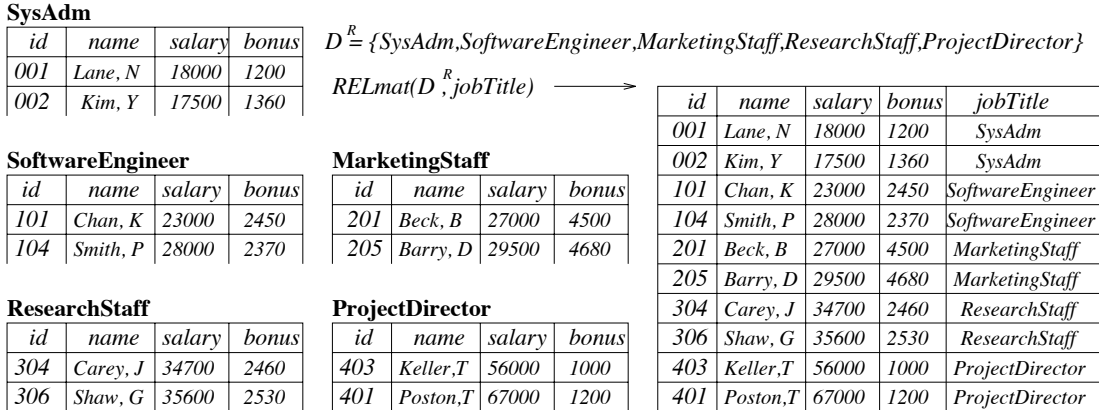 SysAdm
id name salary bonus
001 Lane, N 18000 1200
002 Kim, Y 17500 1360
D R = {SysAdm,SoftwareEngineer,MarketingStaff,ResearchStaff,ProjectDirector}
RELmat(D R , jobTitle)
SoftwareEngineer
id name salary bonus
101 Chan, K 23000 2450
104 Smith, P 28000 2370
MarketingStaff
id name salary bonus
201 Beck, B 27000 4500
205 Barry, D 29500 4680
ResearchStaff
id name salary bonus
304 Carey, J 34700 2460
306 Shaw, G 35600 2530
ProjectDirector
id name salary bonus
403 Keller,T 56000 1000
401 Poston,T 67000 1200
id name salary bonus jobTitle
001 Lane, N 18000 1200 SysAdm
002 Kim, Y 17500 1360 SysAdm
101 Chan, K 23000 2450 SoftwareEngineer
104 Smith, P 28000 2370 SoftwareEngineer
201 Beck, B 27000 4500 MarketingStaff
205 Barry, D 29500 4680 MarketingStaff
304 Carey, J 34700 2460 ResearchStaff
306 Shaw, G 35600 2530 ResearchStaff
403 Keller,T 56000 1000 ProjectDirector
401 Poston,T 67000 1200 ProjectDirector